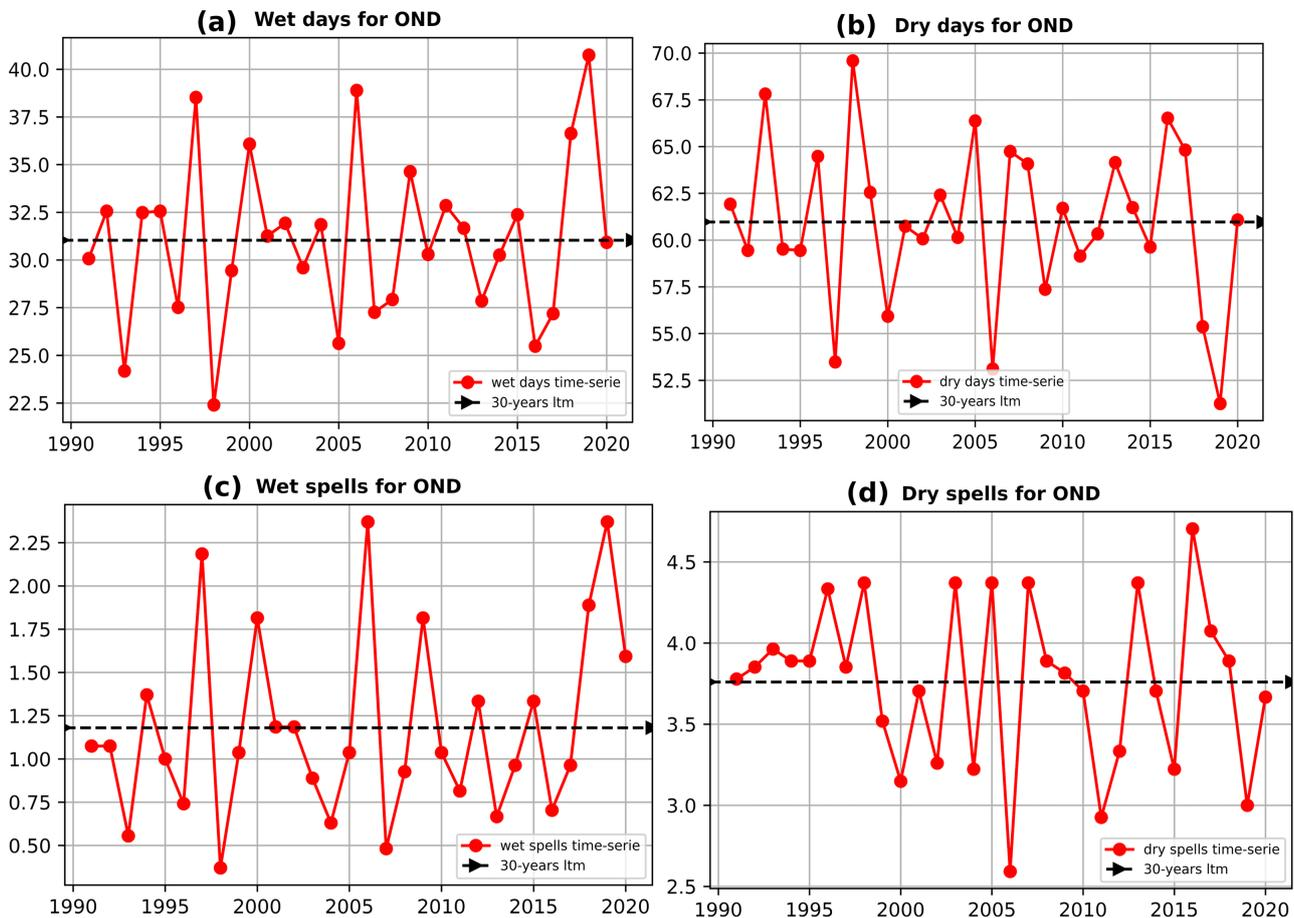 (a) Wet days for OND
40.0
37.5
35.0
32.5
30.0
27.5
25.0
22.5
wet days time-serie
30-years ltm
1990 1995 2000 2005 2010 2015 2020
(b) Dry days for OND
70.0
67.5
65.0
62.5
60.0
57.5
55.0
52.5
dry days time-serie
30-years ltm
1990 1995 2000 2005 2010 2015 2020
(c) Wet spells for OND
2.25
2.00
1.75
1.50
1.25
1.00
0.75
0.50
wet spells time-serie
30-years ltm
1990 1995 2000 2005 2010 2015 2020
(d) Dry spells for OND
4.5
4.0
3.5
3.0
2.5
dry spells time-serie
30-years ltm
1990 1995 2000 2005 2010 2015 2020